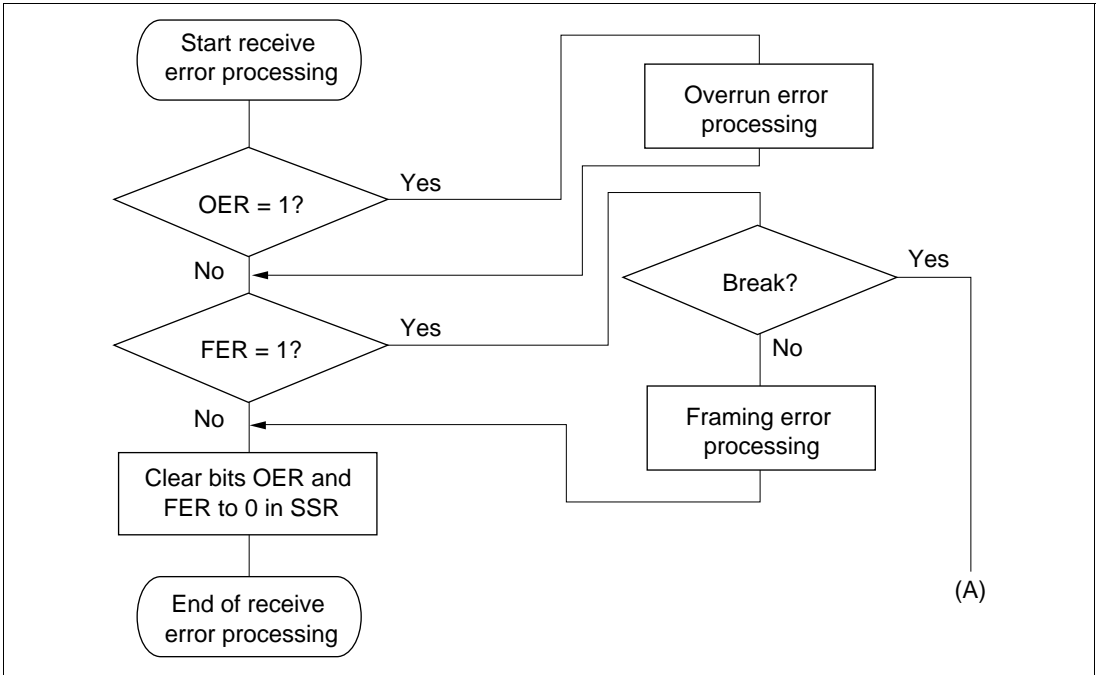 Start receive
error processing
Overrun error
processing
Yes
OER = 1?
No
Yes
Break?
Yes
FER = 1?
No
No
Framing error
processing
Clear bits OER and
FER to 0 in SSR
(A)
End of receive
error processing